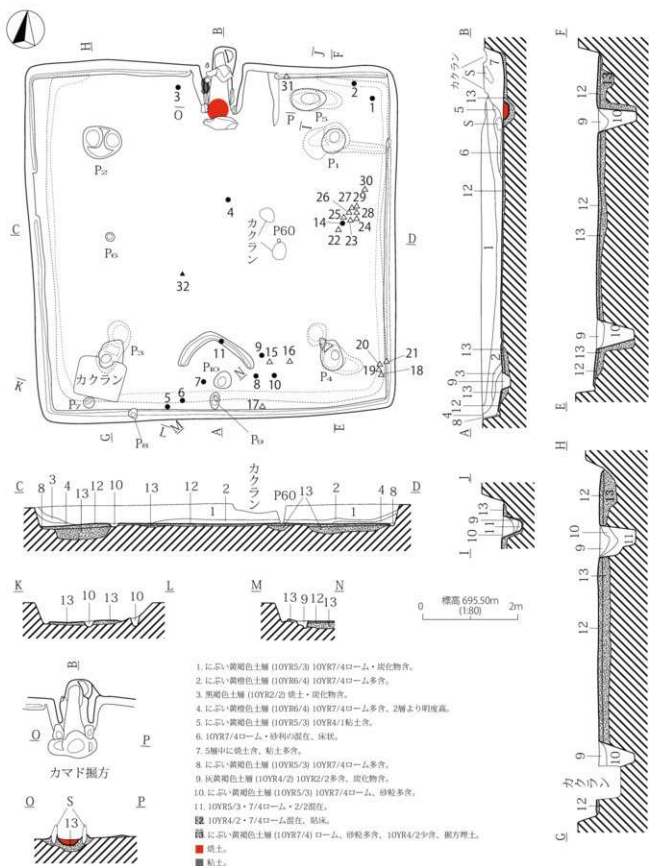 B
H
J
F
3
O
31
P
P₅
I
2
1
P₂
P₁
4
30
26
27
29
25
28
14
24
22
23
カクラン
P60
C
D
P₆
32
P₃
11
9
15
16
P₁₀
N
8
10
7
P₄
20
21
19
18
カクラン
K
P₇
P₈
5
6
17
P₉
G
L
M
A
E
B
カクラン
S
7
13
5
S
6
12
1
13
2
3
9
13
12
4
8
A
F
13
12
9
10
12
13
9
10
13
12
E
C
8
3
4
13
12
10
13
12
2
カクラン
1
P60
13
2
1
4
8
D
J
13
9
11
10
I
H
12
13
10
11
9
13
12
9
10
カクラン
12
G
K
13
10
13
10
L
M
13
9
12
13
N
標高 695.50m
(1:80)
0
2m
B
O
P
カマド掘方
O
S
P
13
1. にぶい黄褐色土層 (10YR5/3) 10YR7/4ローム・炭化物含。
2. にぶい黄橙色土層 (10YR6/4) 10YR7/4ローム多含。
3. 黒褐色土層 (10YR2/2) 焼土・炭化物含。
4. にぶい黄橙色土層 (10YR6/4) 10YR7/4ローム多含、2層より明度高。
5. にぶい黄褐色土層 (10YR5/3) 10YR4/1粘土含。
6. 10YR7/4ローム・砂利の混在、床状。
7. 5層中に焼土含、粘土多含。
8. にぶい黄褐色土層 (10YR5/3) 10YR7/4ローム多含。
9. 灰黄褐色土層 (10YR4/2) 10YR2/2多含、炭化物含。
10. にぶい黄褐色土層 (10YR5/3) 10YR7/4ローム、砂粒多含。
11. 10YR5/3・7/4ローム・2/2混在。
12. 10YR4/2・7/4ローム混在、貼床。
13. にぶい黄褐色土層 (10YR7/4) ローム、砂粒多含、10YR4/2少含、掘方埋土。
焼土。
粘土。